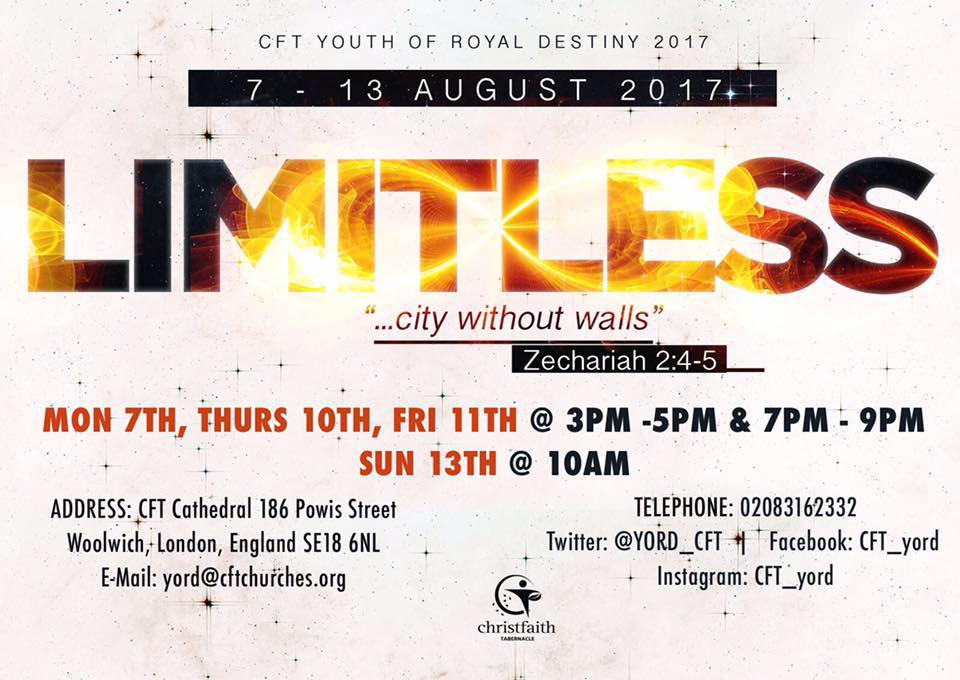 CFT YOUTH OF ROYAL DESTINY 2017
7 - 13 AUGUST 2017
LIMITLESS
"...city without walls"
Zechariah 2:4-5
MON 7TH, THURS 10TH, FRI 11TH @ 3PM -5PM & 7PM - 9PM
SUN 13TH @ 10AM
ADDRESS: CFT Cathedral 186 Powis Street
Woolwich, London, England SE18 6NL
E-Mail: yord@cftchurches.org
TELEPHONE: 02083162332
Twitter: @YORD_CFT | Facebook: CFT_yord
Instagram: CFT_yord
christfaith
TABERNACLE